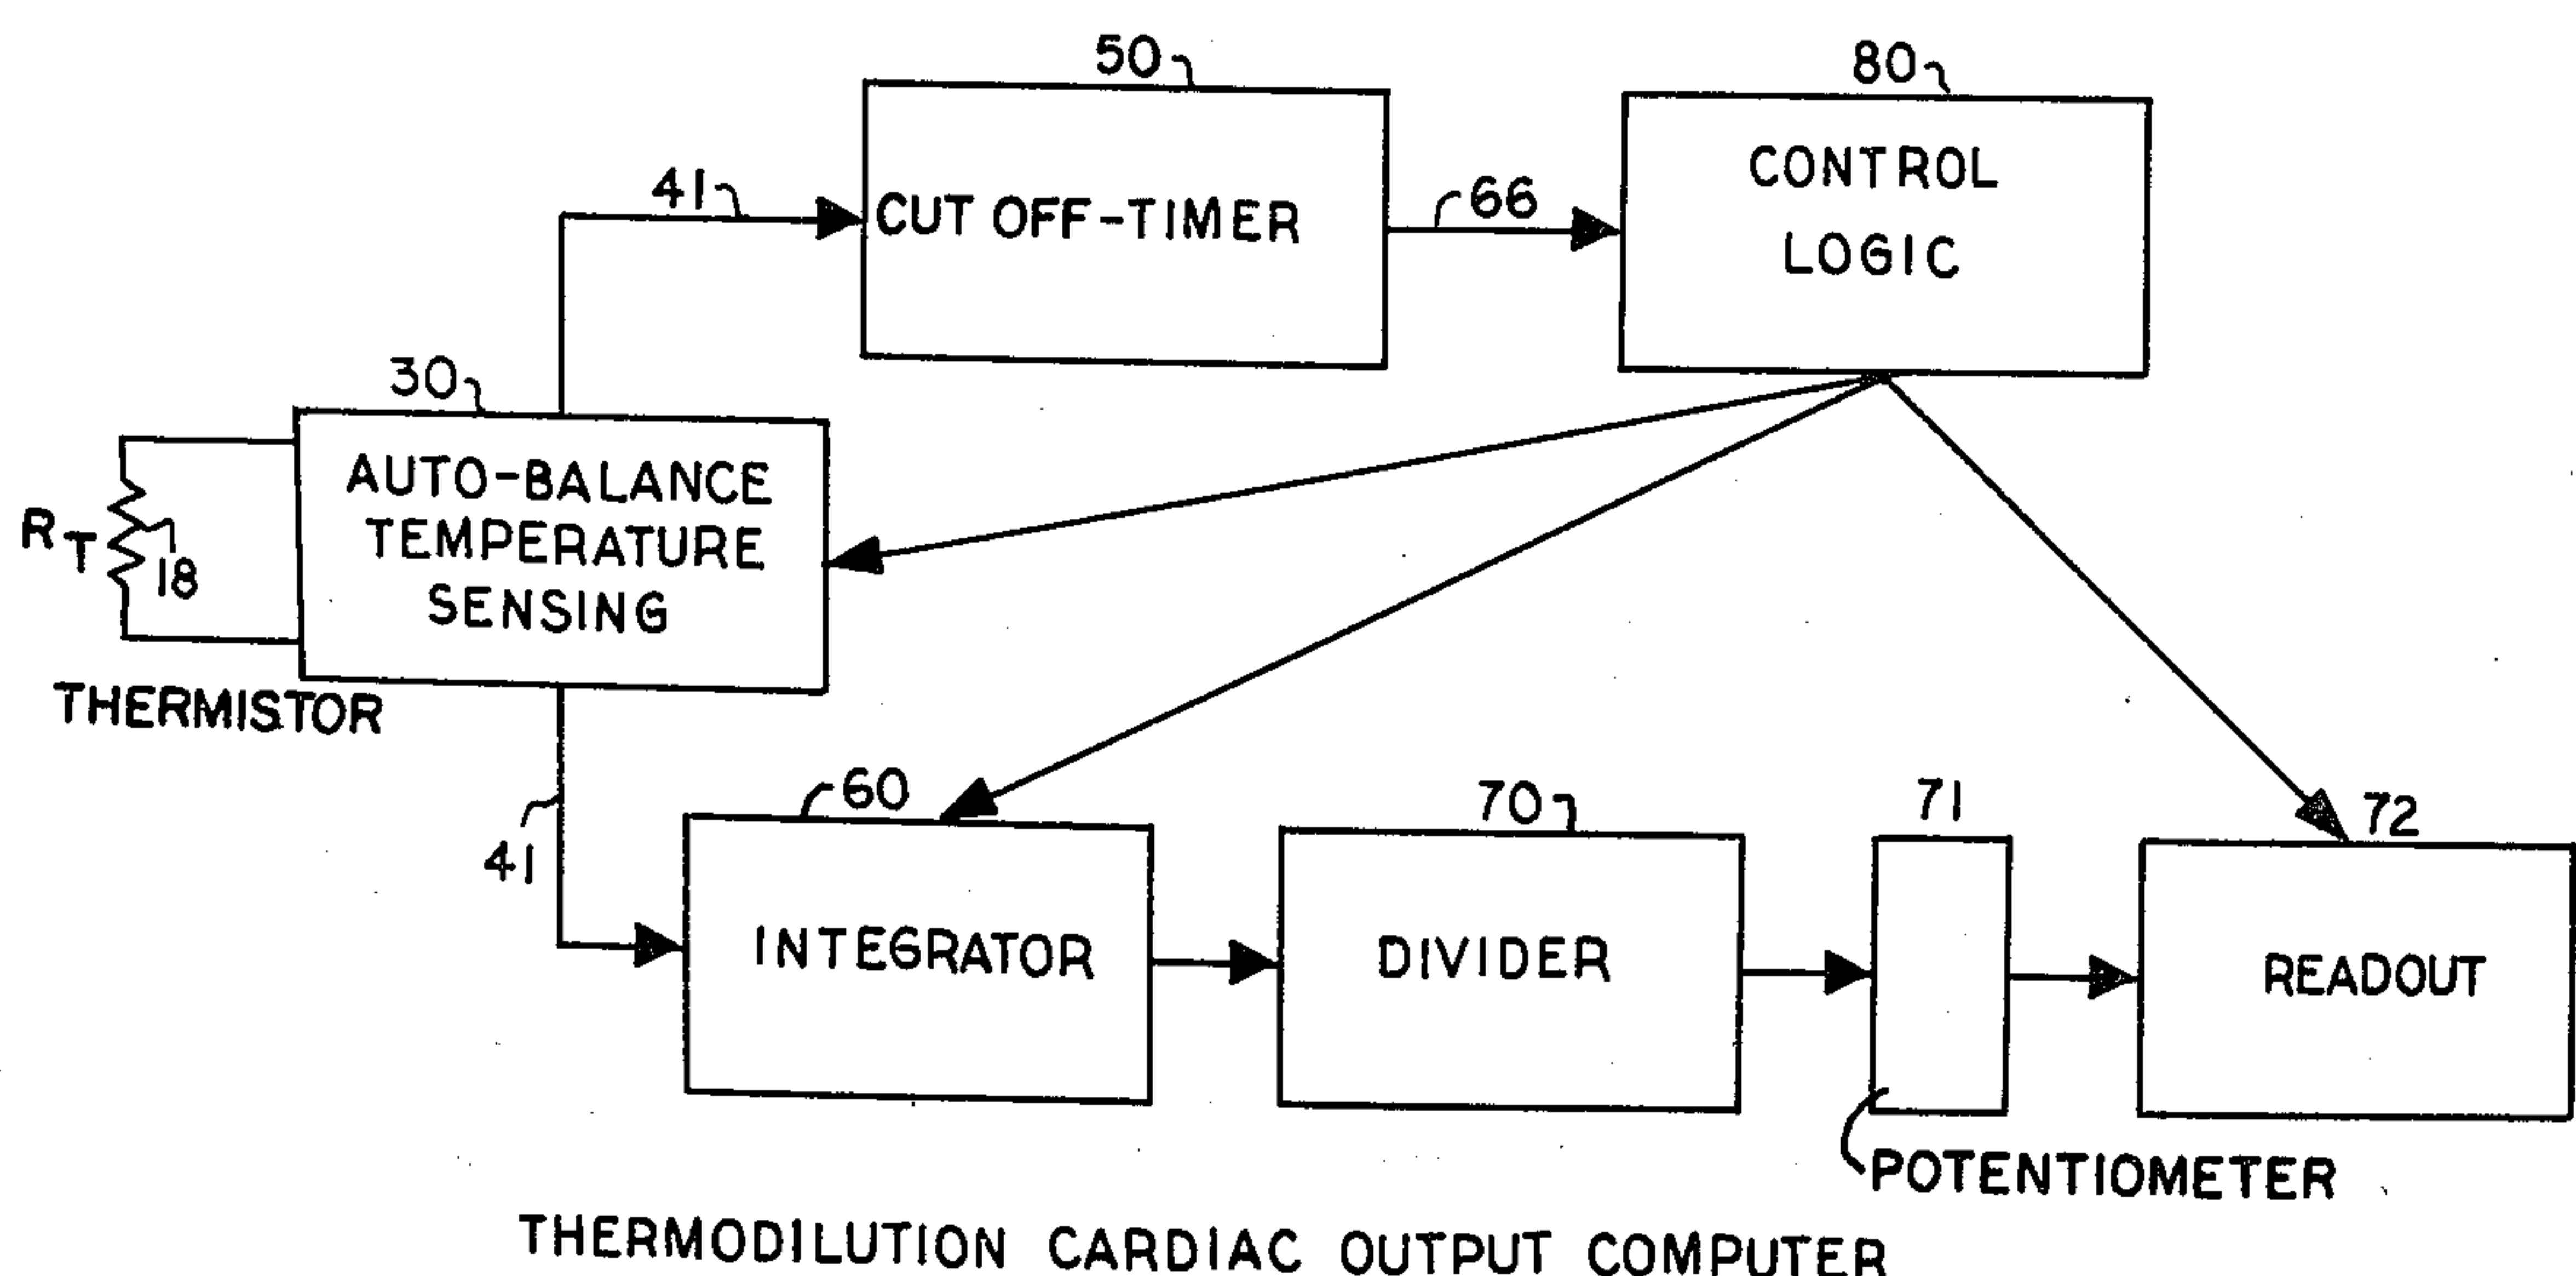 50
80
CONTROL
LOGIC
41
CUT OFF-TIMER
66
30
AUTO-BALANCE
TEMPERATURE
SENSING
RT
18
THERMISTOR
41
60
INTEGRATOR
70
DIVIDER
71
72
READOUT
POTENTIOMETER
THERMODILUTION CARDIAC OUTPUT COMPUTER